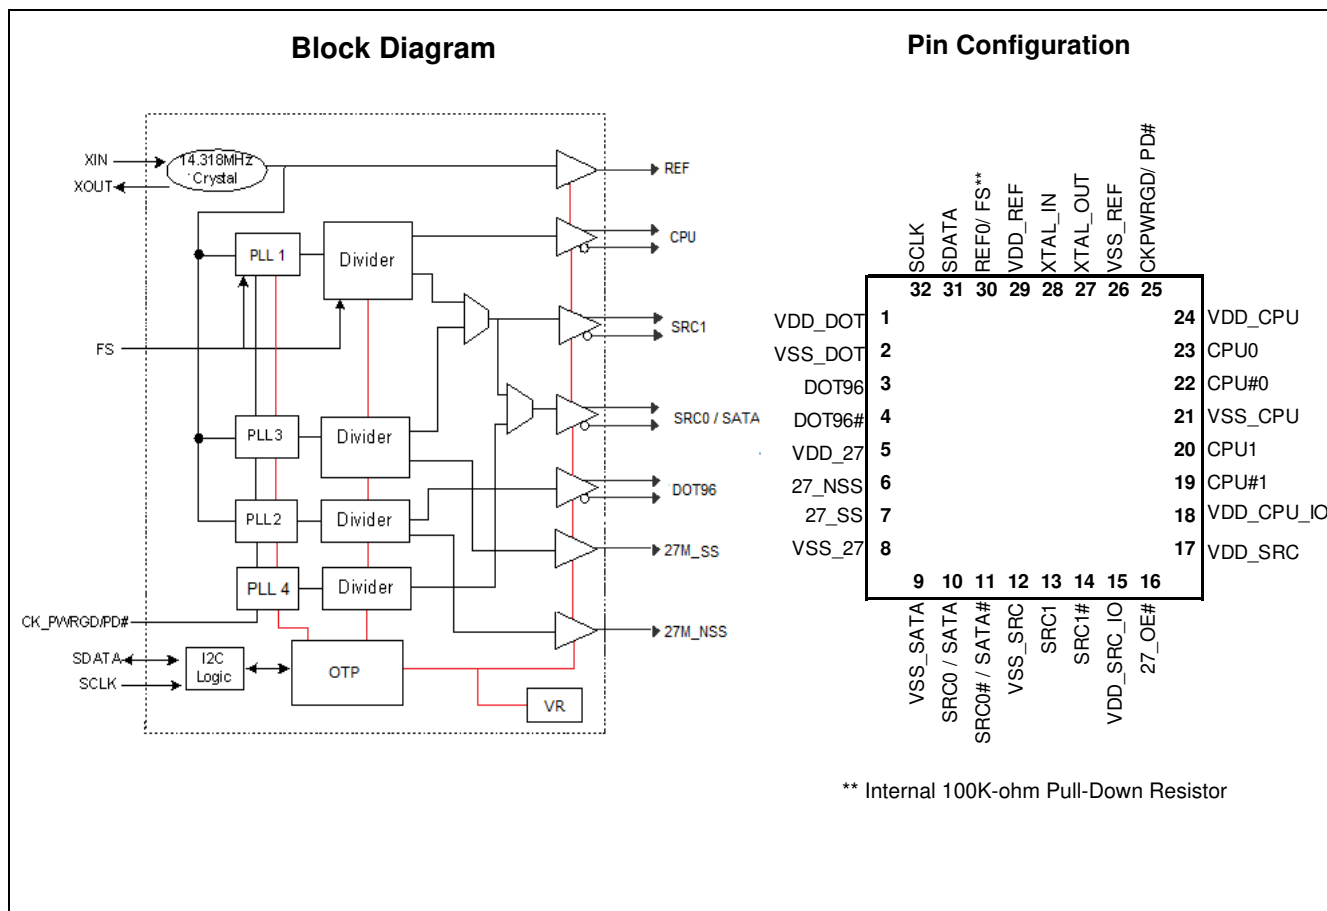 Block Diagram
Pin Configuration
XIN
XOUT
14.318MHz
Crystal
REF
PLL 1
Divider
CPU
SRC1
FS
PLL3
Divider
SRC0 / SATA
PLL2
Divider
DOT96
27M_SS
PLL 4
Divider
CK_PWRGD/PD#
27M_NSS
SDATA
SCLK
I2C
Logic
OTP
VR
SCLK
SDATA
REF0/ FS**
VDD_REF
XTAL_IN
XTAL_OUT
VSS_REF
CKPWRGD/ PD#
32 31 30 29 28 27 26 25
VDD_DOT 1
VSS_DOT 2
DOT96 3
DOT96# 4
VDD_27 5
27_NSS 6
27_SS 7
VSS_27 8
24 VDD_CPU
23 CPU0
22 CPU#0
21 VSS_CPU
20 CPU1
19 CPU#1
18 VDD_CPU_IO
17 VDD_SRC
9 10 11 12 13 14 15 16
VSS_SATA
SRC0 / SATA
SRC0# / SATA#
VSS_SRC
SRC1
SRC1#
VDD_SRC_IO
27_OE#
** Internal 100K-ohm Pull-Down Resistor